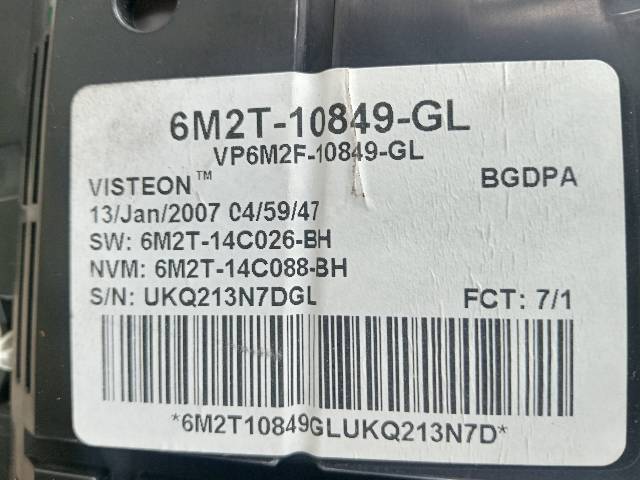 6M2T-10849-GL
VP6M2F-10849-GL
VISTEON™ BGDPA
13/Jan/2007 04/59/47
SW: 6M2T-14C026-BH
NVM: 6M2T-14C088-BH
S/N: UKQ213N7DGL FCT: 7/1
*6M2T10849GLUKQ213N7D*